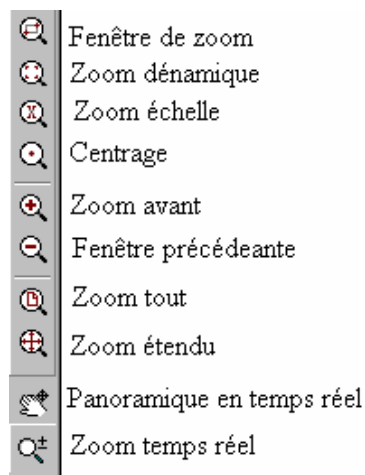 Fenêtre de zoom
Zoom dénamique
Zoom échelle
Centrage
Zoom avant
Fenêtre précédeante
Zoom tout
Zoom étendu
Panoramique en temps réel
Zoom temps réel